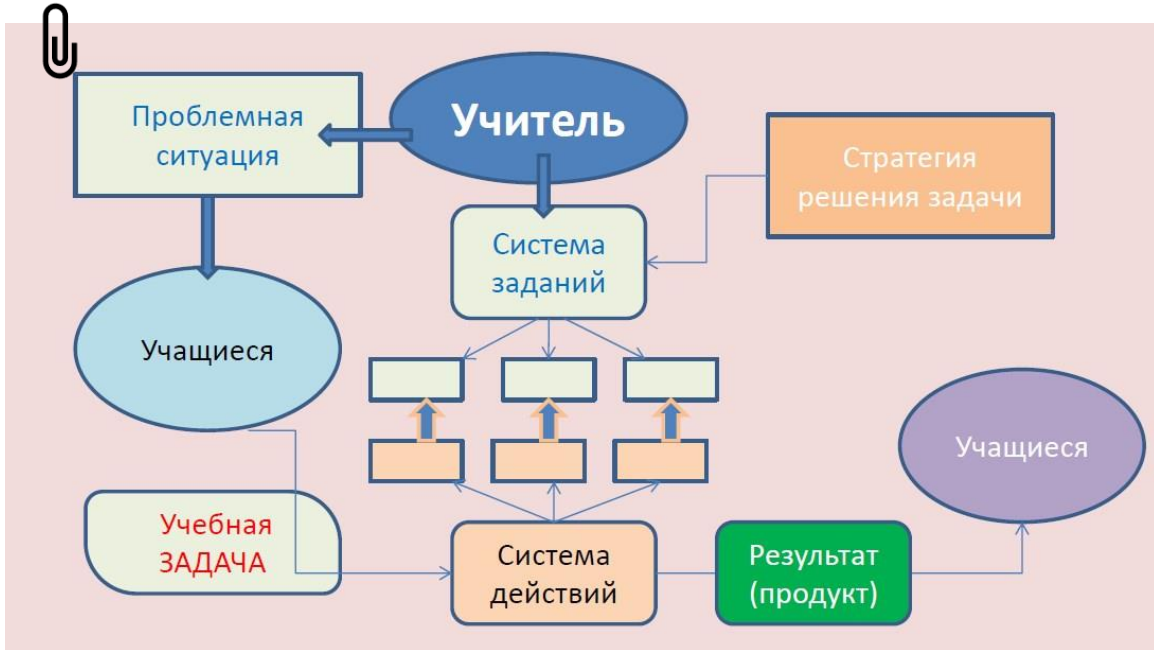 Учитель
Проблемная
ситуация
Стратегия
решения задачи
Система
заданий
Учащиеся
Учащиеся
Учебная
ЗАДАЧА
Система
действий
Результат
(продукт)